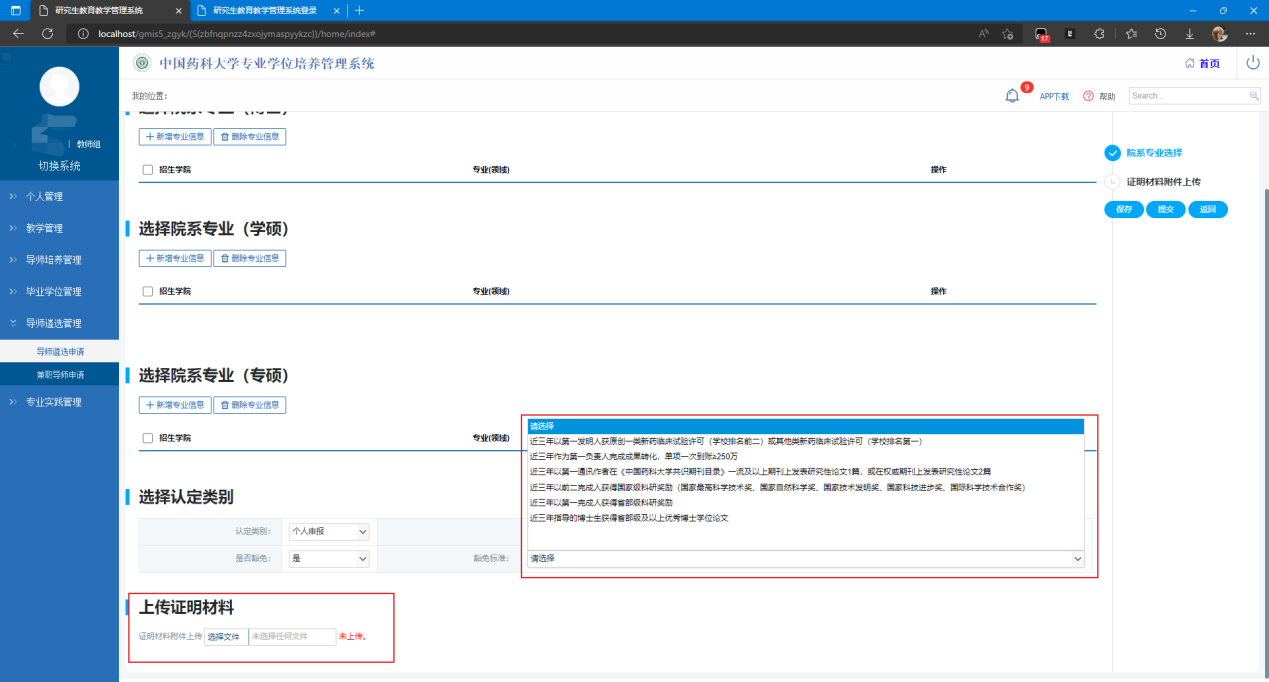 研究生教育教学管理系统
研究生教育教学管理系统登录
localhost/gmis5_zgyk/(S(zbfnqpnzz4zxojymaspyykzc))/home/index#
17
中国药科大学专业学位培养管理系统
首页
我的位置：
9
APP下载
帮助
Search...
| 教师组
切换系统
个人管理
教学管理
导师培养管理
毕业学位管理
导师遴选管理
导师遴选申请
兼职导师申请
专业实践管理
新增专业信息
删除专业信息
招生学院
专业(领域)
操作
选择院系专业（学硕）
新增专业信息
删除专业信息
招生学院
专业(领域)
操作
选择院系专业（专硕）
新增专业信息
删除专业信息
招生学院
专业(领域)
请选择
近三年以第一发明人获原创一类新药临床试验许可（学校排名前二）或其他类新药临床试验许可（学校排名第一）
近三年作为第一负责人完成成果转化，单项一次到账≥250万
近三年以第一通讯作者在《中国药科大学共识期刊目录》一流及以上期刊上发表研究性论文1篇，或在权威期刊上发表研究性论文2篇
近三年以前二完成人获得国家级科研奖励（国家最高科学技术奖、国家自然科学奖、国家技术发明奖、国家科技进步奖、国际科学技术合作奖）
近三年以第一完成人获得省部级科研奖励
近三年指导的博士生获得省部级及以上优秀博士学位论文
选择认定类别
认定类别：
个人申报
是否豁免：
是
豁免标准：
请选择
上传证明材料
证明材料附件上传
选择文件
未选择任何文件
未上传。
院系专业选择
证明材料附件上传
保存
提交
返回